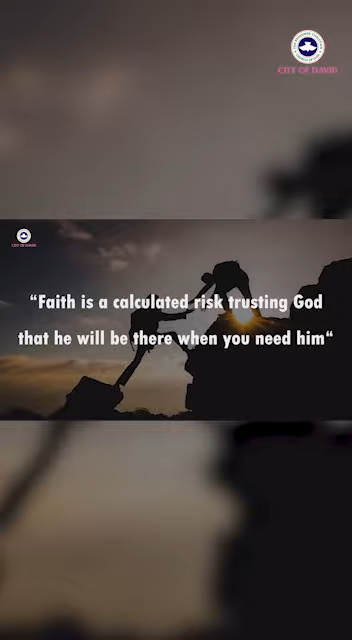 CITY OF DAVID
CITY OF DAVID
“Faith is a calculated risk trusting God
that he will be there when you need him“